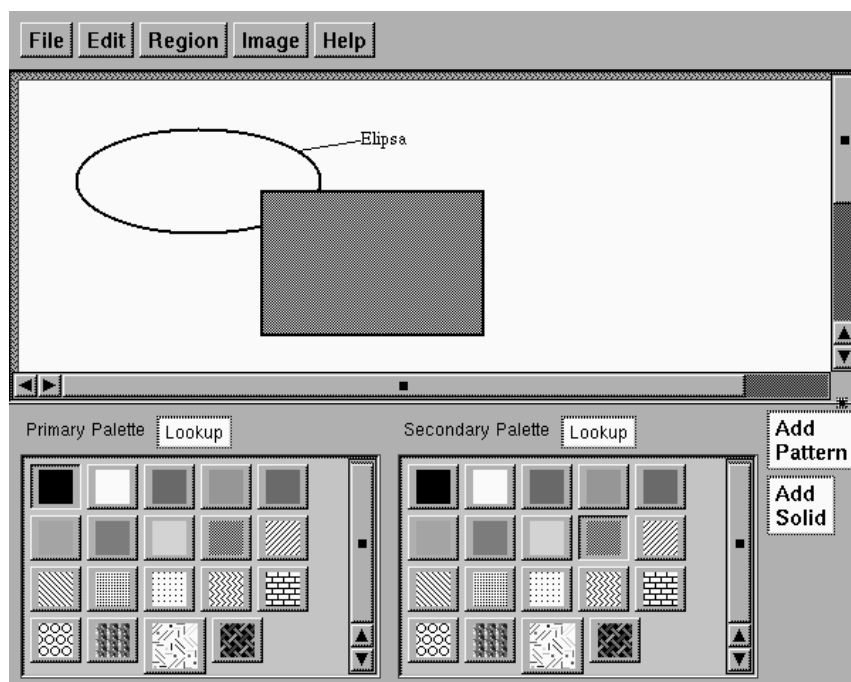 File Edit Region Image Help
Elipsa
Primary Palette Lookup
Secondary Palette Lookup
Add
Pattern
Add
Solid